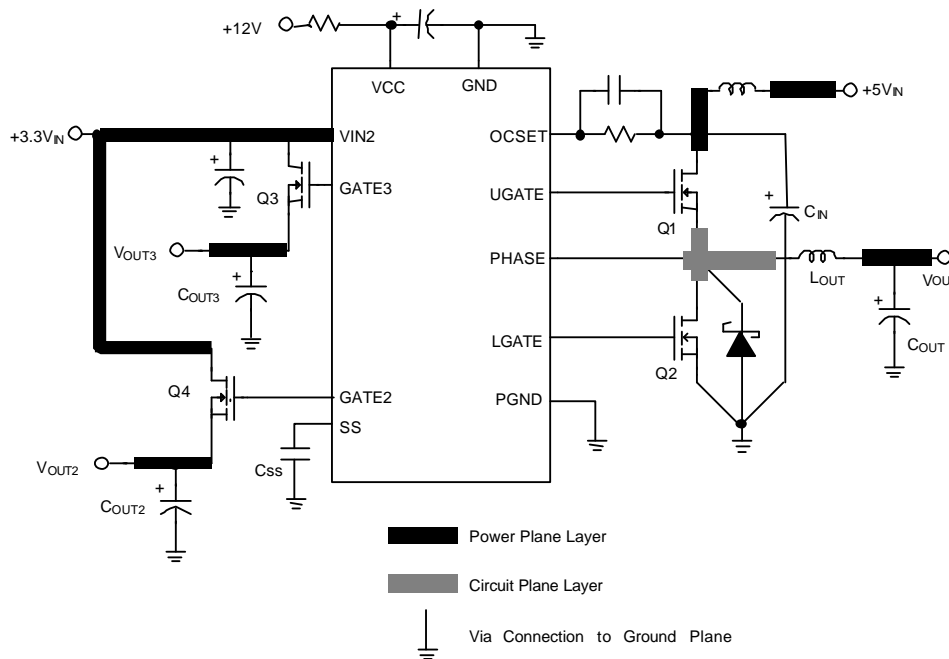 +12V
+
VCC
GND
+5VIN
+3.3VIN
VIN2
OCSET
+
Q3
GATE3
UGATE
Q1
+
CIN
VOUT3
PHASE
+
COUT3
LOUT
VOU
+
COUT
LGATE
Q2
Q4
GATE2
PGND
SS
VOUT2
Css
+
COUT2
Power Plane Layer
Circuit Plane Layer
Via Connection to Ground Plane